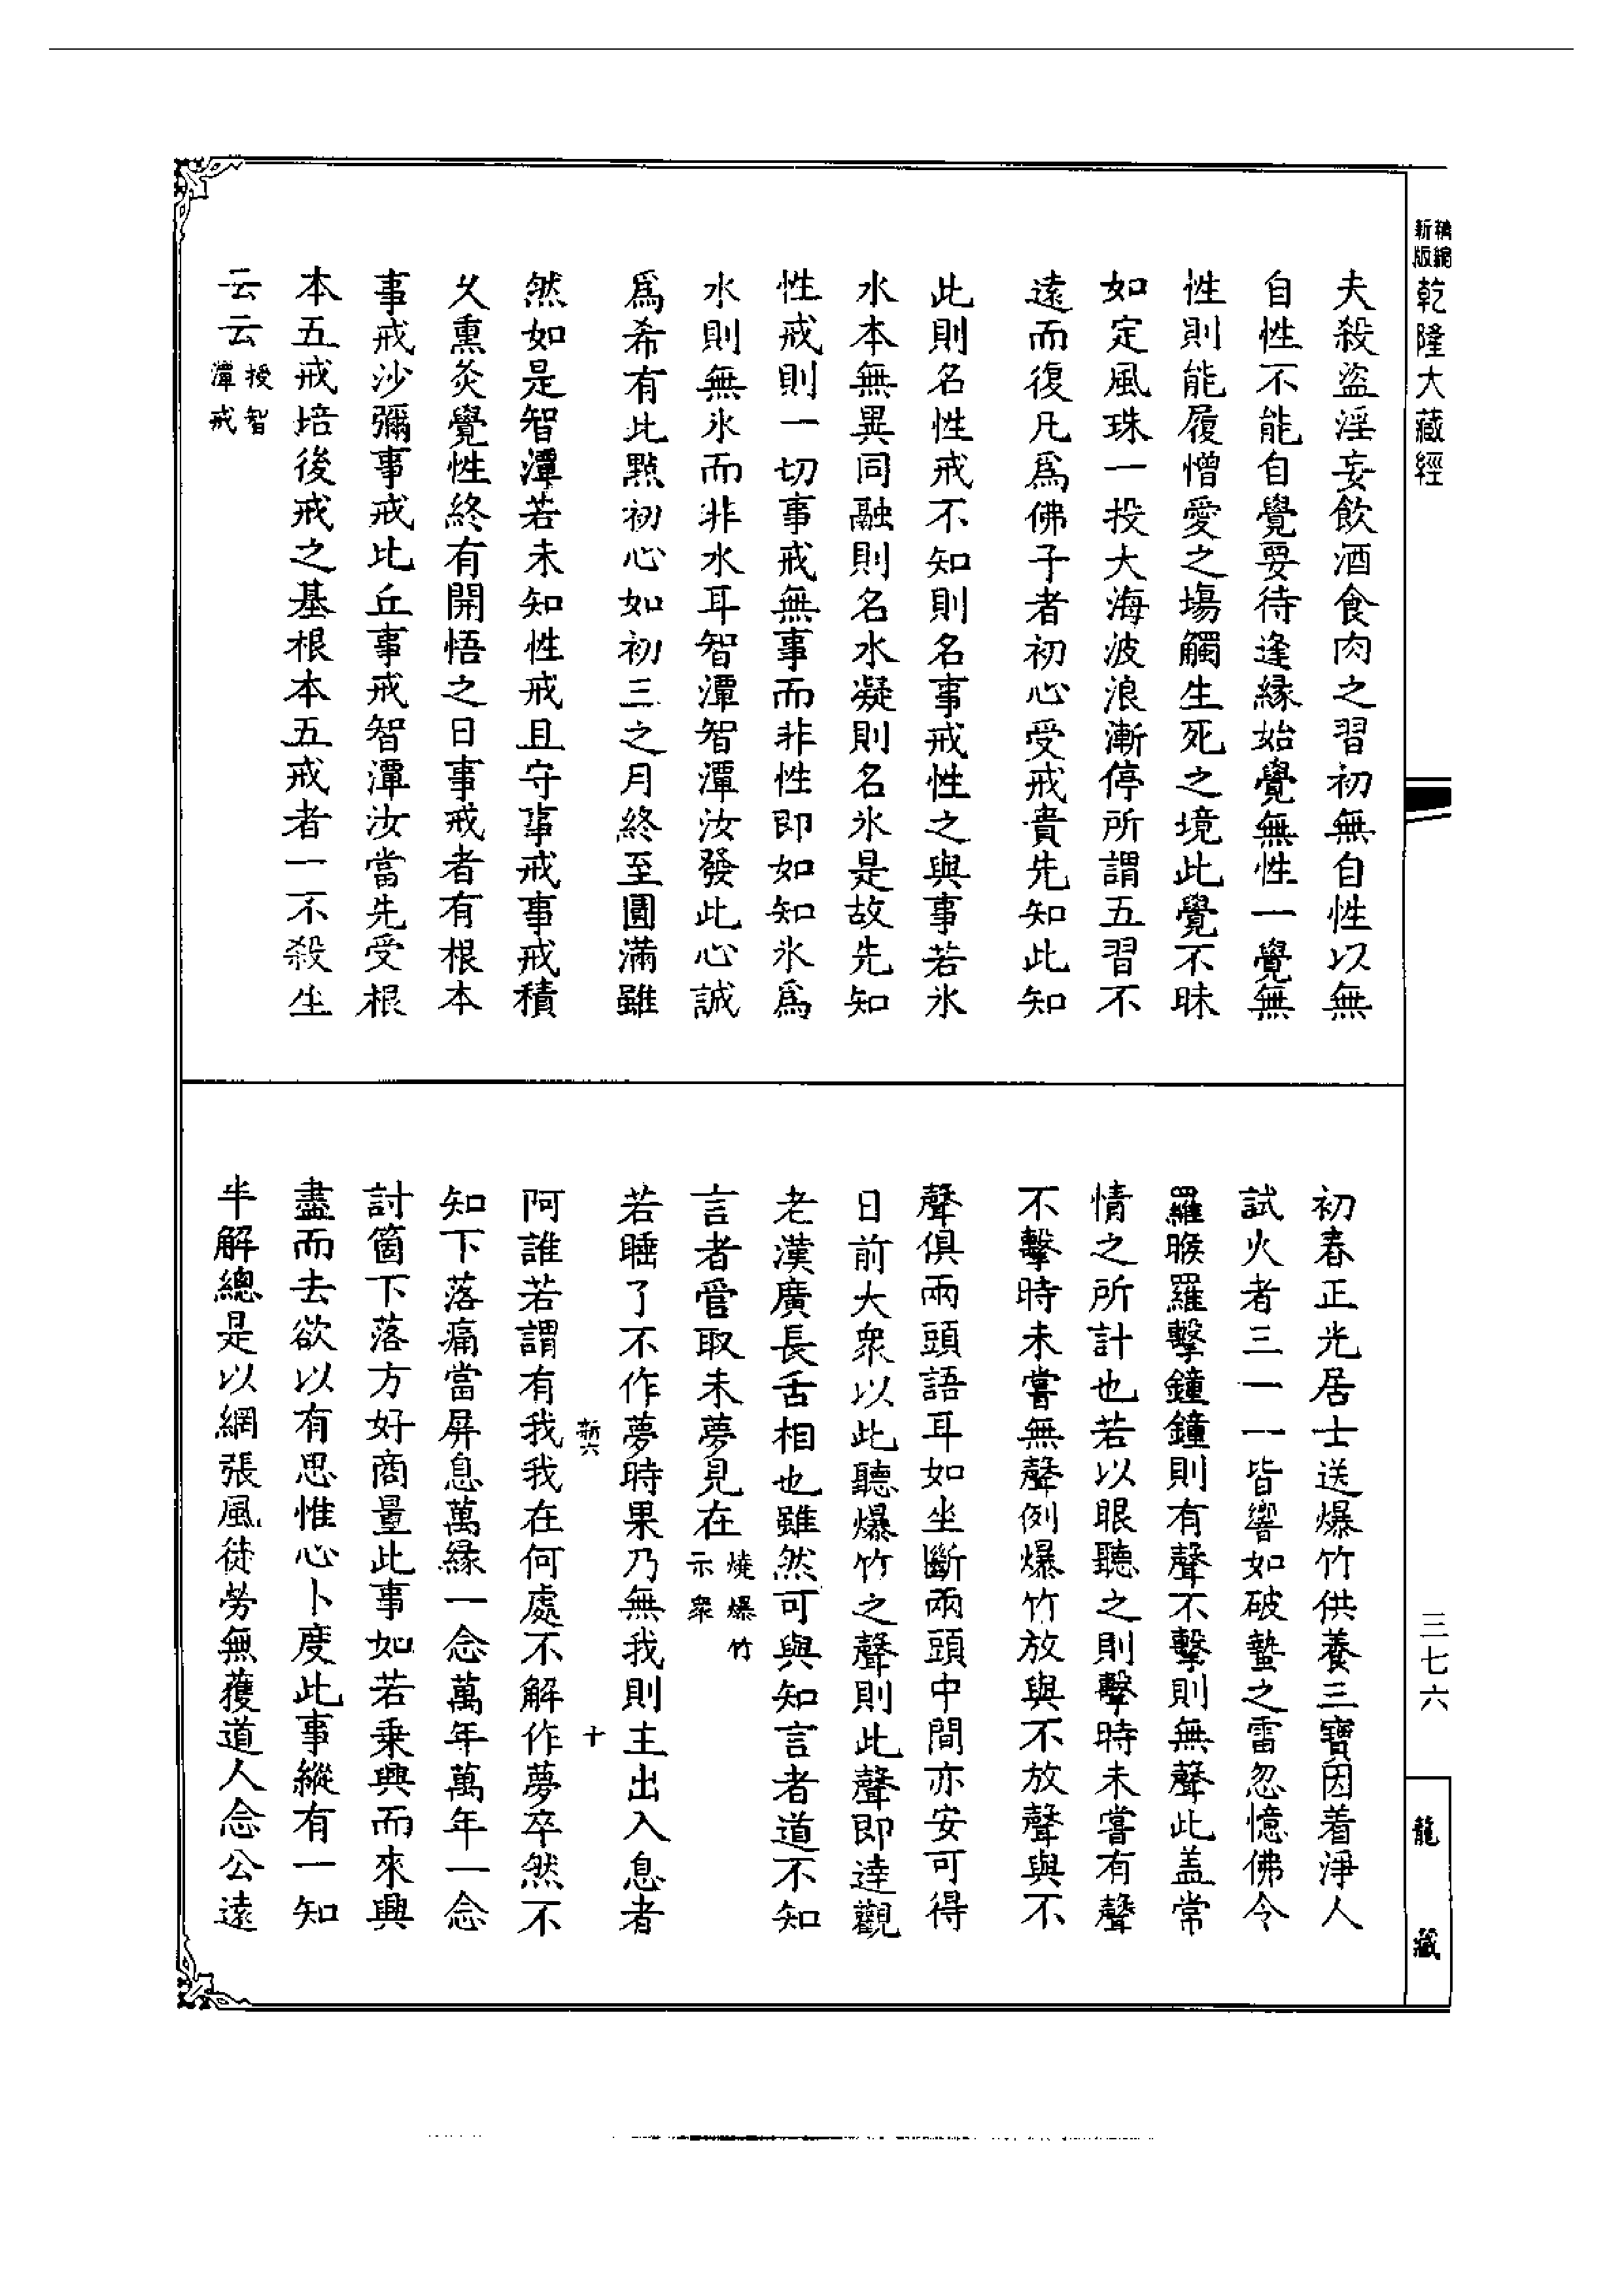 新版 精編 乾隆大藏經
夫殺盜淫妄飲酒食肉之習初無自性以無
自性不能自覺要待逢緣始覺無性一覺無
性則能履憎愛之場觸生死之境此覺不昧
如定風珠一投大海波浪漸停所謂五習不
遠而復凡爲佛子者初心受戒貴先知此知
此則名性戒不知則名事戒性之與事若氷
水本無異同融則名水凝則名氷是故先知
性戒則一切事戒無事而非性即如知氷爲
水則無氷而非水耳智潭智潭汝發此心誠
爲希有此點初心如初三之月終至圓滿雖
然如是智潭若未知性戒且守事戒事戒積
久熏炙覺性終有開悟之日事戒者有根本
事戒沙彌事戒比丘事戒智潭汝當先受根
本五戒培後戒之基根本五戒者一不殺生
云云授智潭戒
初春正光居士送爆竹供養三寶因着淨人
試火者三一一皆響如破蟄之雷忽憶佛令
羅睺羅擊鐘鐘則有聲不擊則無聲此盖常
情之所計也若以眼聽之則擊時未嘗有聲
不擊時未嘗無聲例爆竹放與不放聲與不
聲俱兩頭語耳如坐斷兩頭中間亦安可得
日前大衆以此聽爆竹之聲則此聲即達觀
老漢廣長舌相也雖然可與知言者道不知
言者管取未夢見在燒爆竹示衆
若睡了不作夢時果乃無我則主出入息者
新六
十
阿誰若謂有我我在何處不解作夢卒然不
知下落痛當屏息萬緣一念萬年萬年一念
討箇下落方好商量此事如若乗興而來興
盡而去欲以有思惟心卜度此事縱有一知
半解總是以網張風徒勞無獲道人念公遠
三七六
龍藏